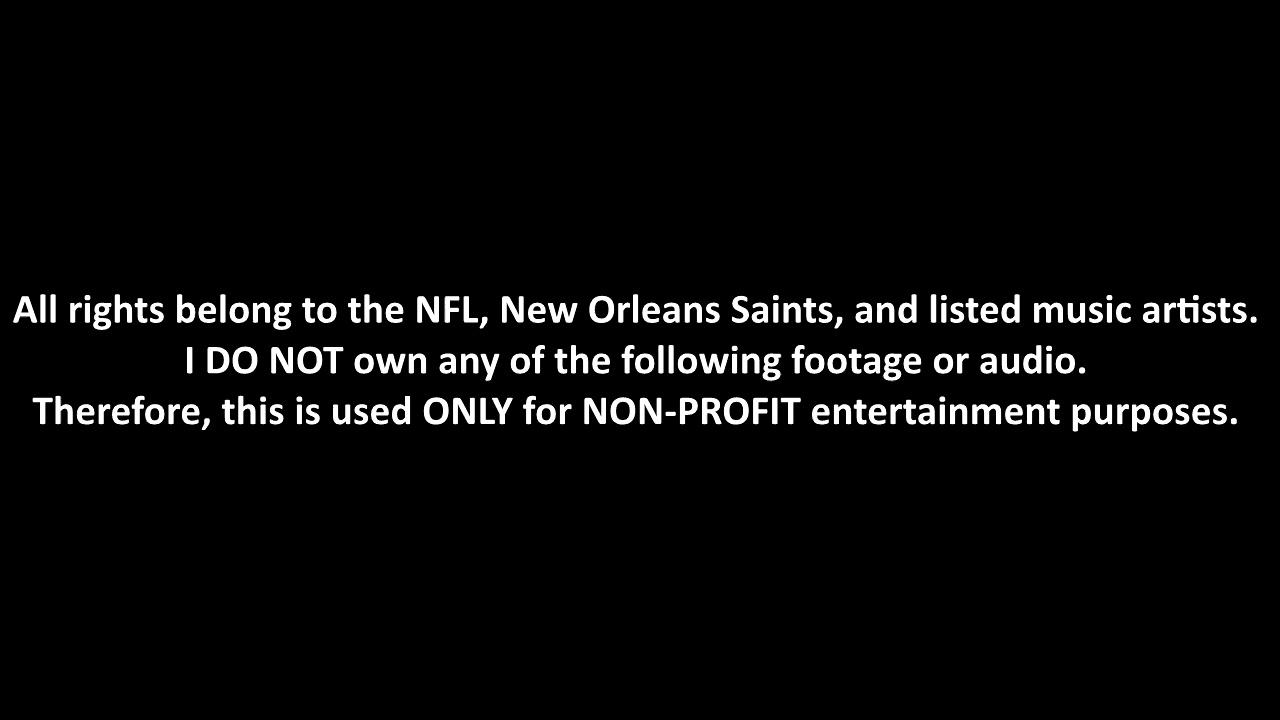 All rights belong to the NFL, New Orleans Saints, and listed music artists.
I DO NOT own any of the following footage or audio.
Therefore, this is used ONLY for NON-PROFIT entertainment purposes.